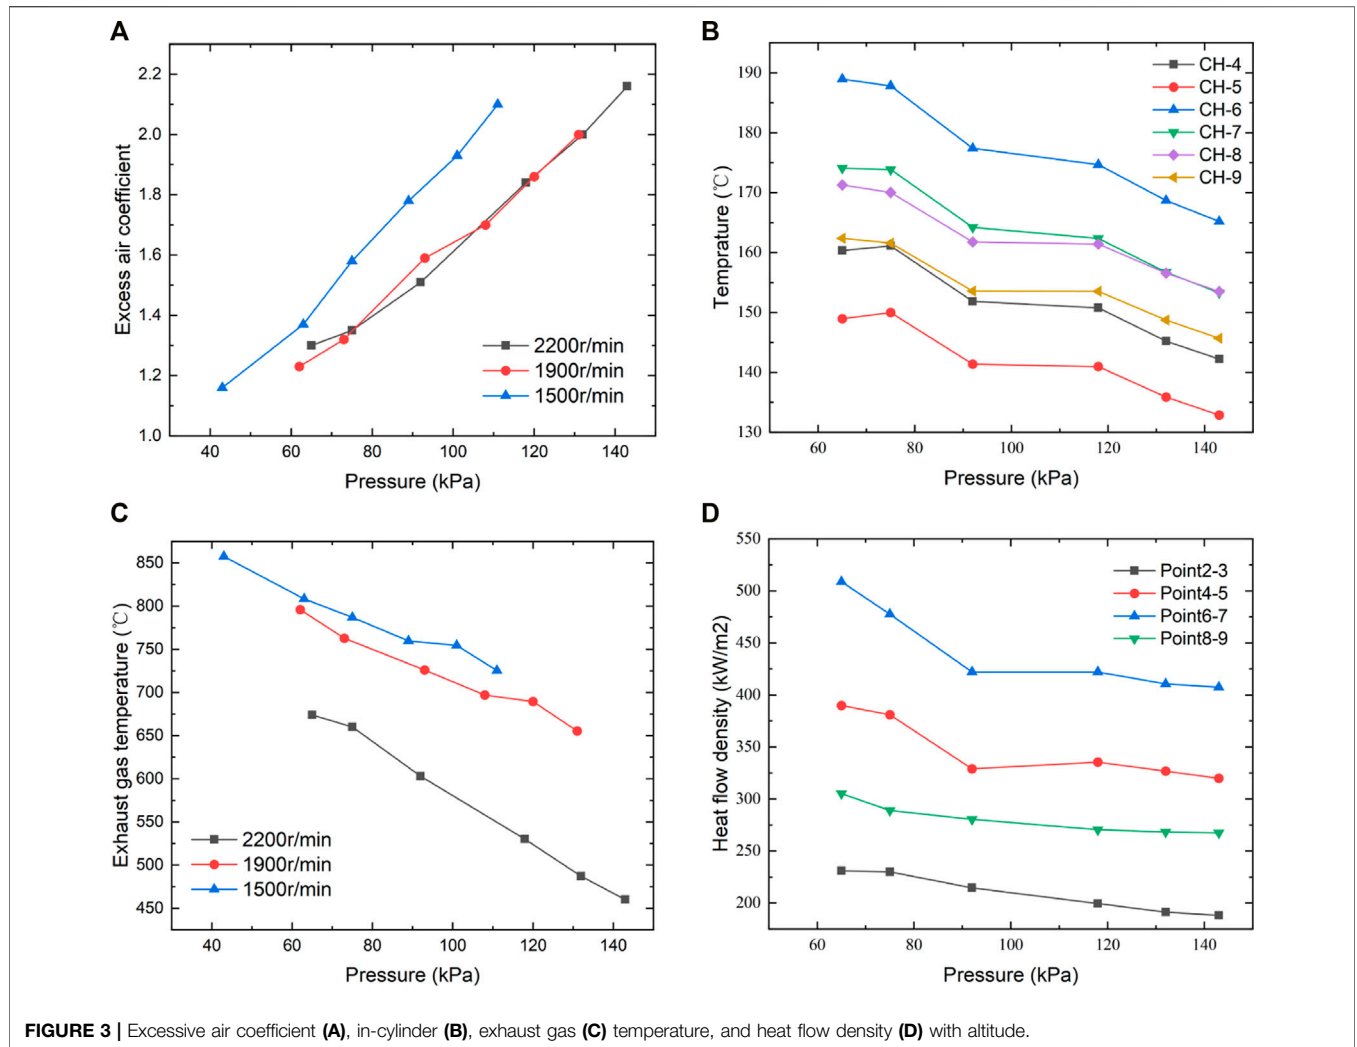 A
2.2
2.0
1.8
1.6
1.4
1.2
1.0
40 60 80 100 120 140
Excess air coefficient
Pressure (kPa)
2200r/min
1900r/min
1500r/min
B
190
180
170
160
150
140
130
60 80 100 120 140
Temprature (℃)
Pressure (kPa)
CH-4
CH-5
CH-6
CH-7
CH-8
CH-9
C
850
800
750
700
650
600
550
500
450
40 60 80 100 120 140
Exhaust gas temperature (℃)
Pressure (kPa)
2200r/min
1900r/min
1500r/min
D
550
500
450
400
350
300
250
200
60 80 100 120 140
Heat flow density (kW/m2)
Pressure (kPa)
Point2-3
Point4-5
Point6-7
Point8-9
FIGURE 3 | Excessive air coefficient (A), in-cylinder (B), exhaust gas (C) temperature, and heat flow density (D) with altitude.